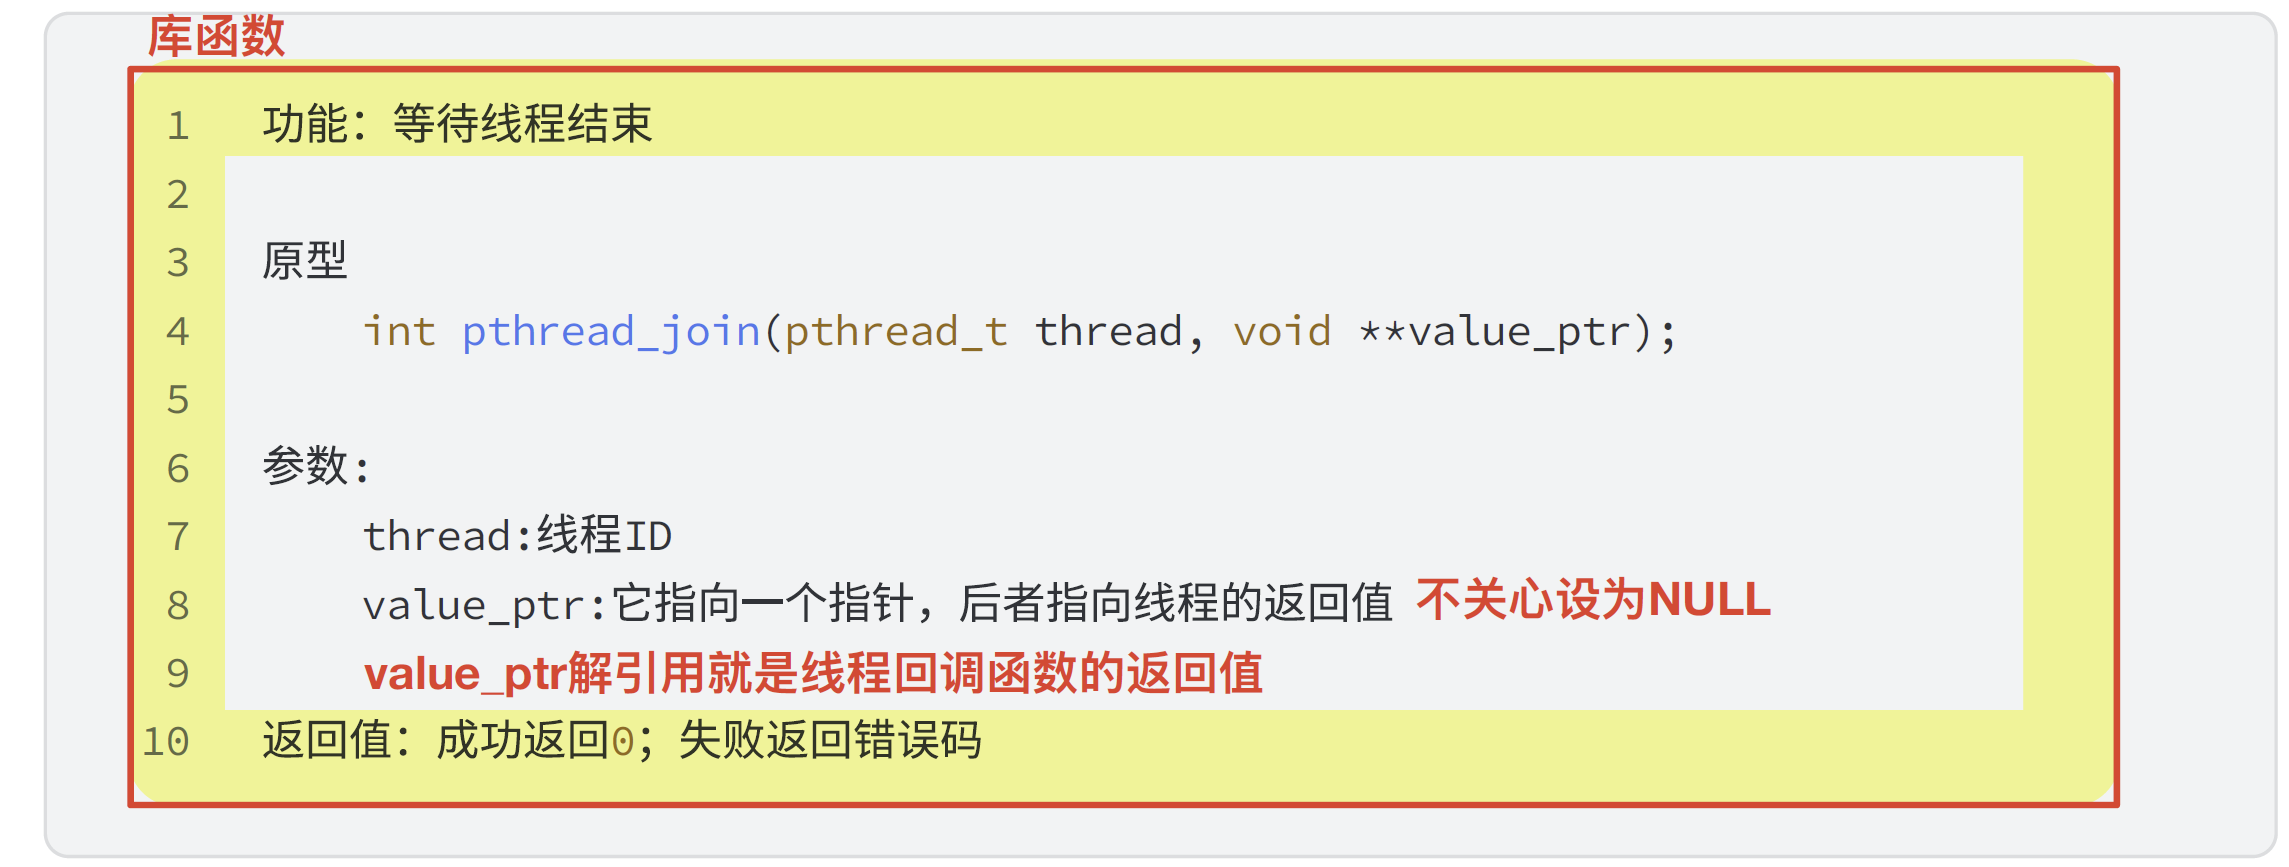 库函数
1 功能：等待线程结束
2
3 原型
4 int pthread_join(pthread_t thread, void **value_ptr);
5
6 参数:
7 thread:线程ID
8 value_ptr:它指向一个指针，后者指向线程的返回值 不关心设为NULL
9 value_ptr解引用就是线程回调函数的返回值
10 返回值：成功返回0；失败返回错误码